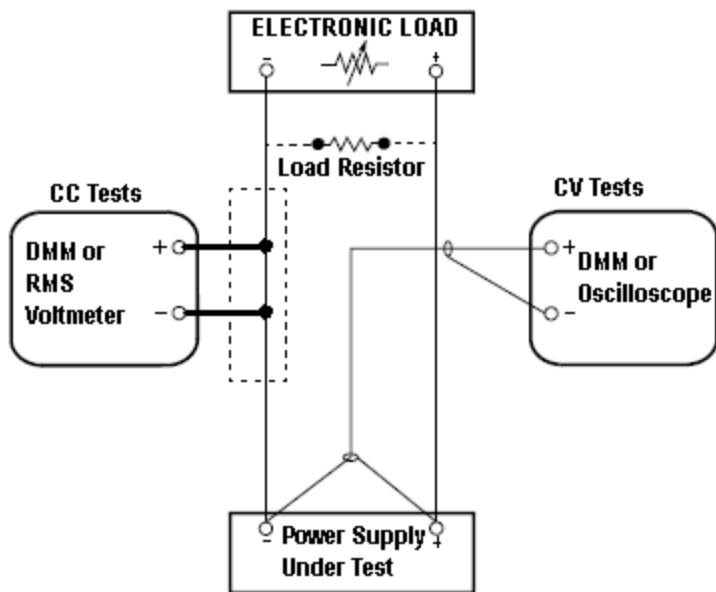 ELECTRONIC LOAD
- +
Load Resistor
CC Tests
CV Tests
DMM or
RMS
Voltmeter
+
-
+
-
DMM or
Oscilloscope
- Power Supply +
Under Test